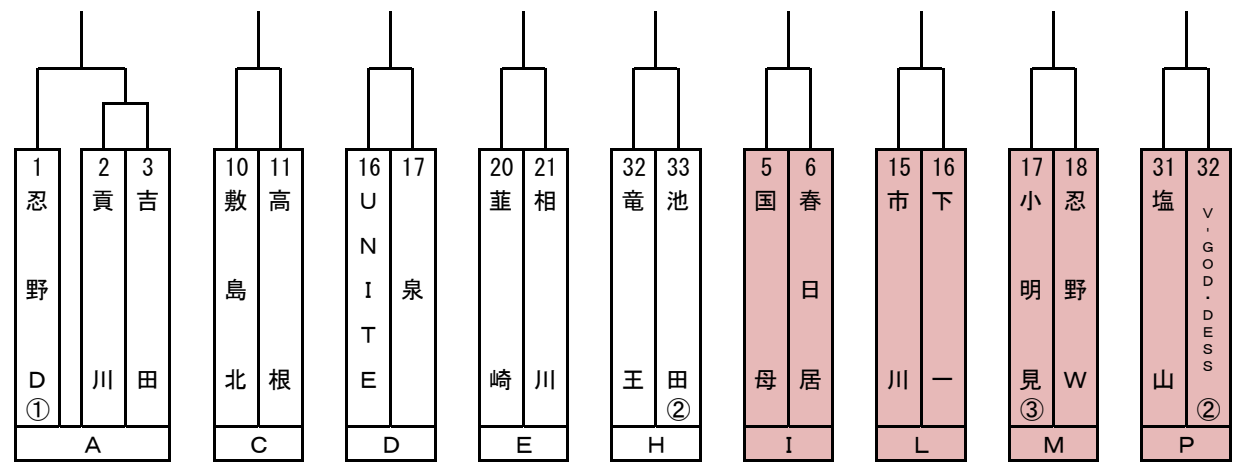 1 忍野D①
2 貢川
3 吉田
A
10 敷島北
11 高根
C
16 UNITE
17 泉
D
20 韮崎
21 相川
E
32 竜王
33 池田②
H
5 国母
6 春日居
I
15 市川
16 下一
L
17 小明見③
18 忍野W
M
31 塩山
32 V'GOD・DESS②
P